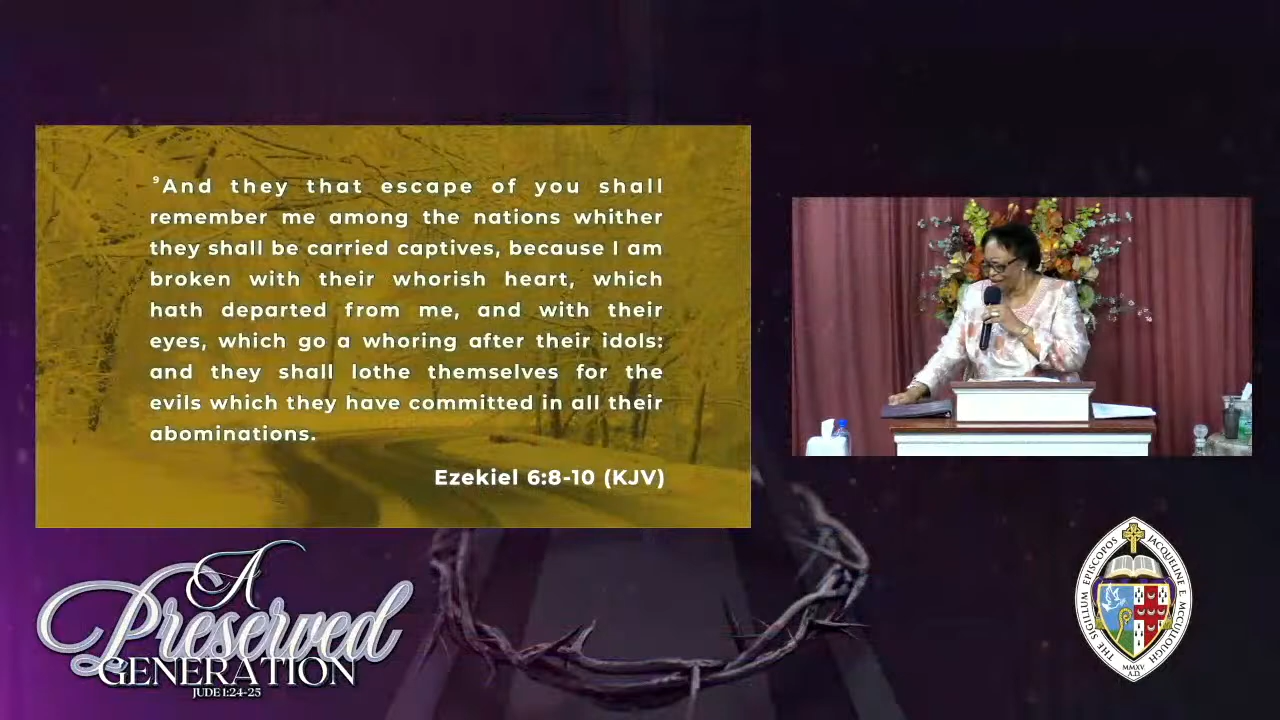 ⁹And they that escape of you shall
remember me among the nations whither
they shall be carried captives, because I am
broken with their whorish heart, which
hath departed from me, and with their
eyes, which go a whoring after their idols:
and they shall lothe themselves for the
evils which they have committed in all their
abominations.
Ezekiel 6:8-10 (KJV)
A
Preserved
GENERATION
JUDE 1:24-25
THE SIGILLUM EPISCOPOS JACQUELINE E. MCCULLOUGH
MMXV
A.D.